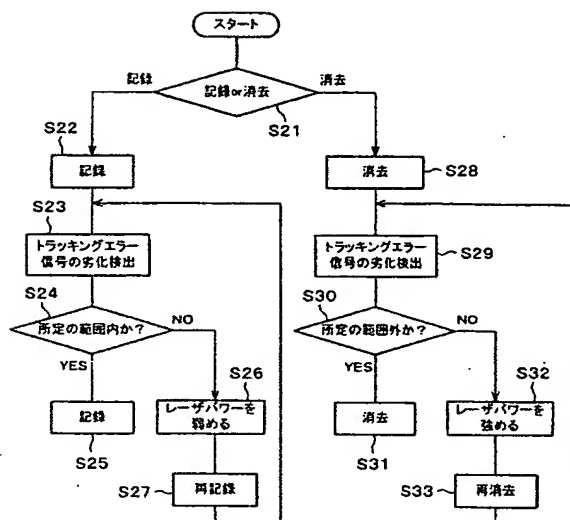 スタート
記録
消去
記録or消去
S21
S22
記録
消去
S28
S23
トラッキングエラー
信号の劣化検出
トラッキングエラー
信号の劣化検出
S29
S24
所定の範囲内か?
NO
YES
S30
所定の範囲外か?
NO
YES
記録
S25
S26
レーザパワーを
弱める
消去
S31
S32
レーザパワーを
強める
S27
再記録
S33
再消去